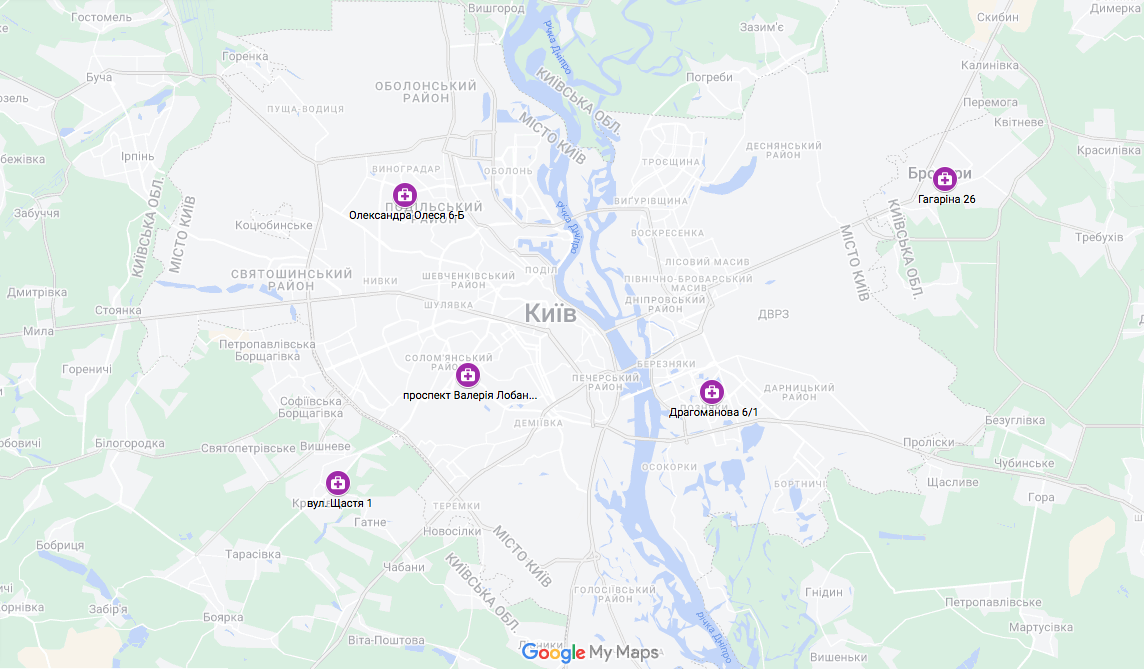 Вишгород
Скибин
Димерка
Гостомель
Зазим'є
річка Дніпро
Горенка
Калинівка
Буча
Погреби
КИЇВСЬКА ОБЛ.
ОБОЛОНСЬКИЙ
РАЙОН
ПУЩА-ВОДИЦЯ
Перемога
Квітневе
МІСТО КИЇВ
Красилівка
Ірпінь
ДЕСНЯНСЬКИЙ
РАЙОН
ТРОЄЩИНА
ВИНОГРАДАР
ОБОЛОНЬ
Бровари
Гагаріна 26
КИЇВСЬКА ОБЛ.
МІСТО КИЇВ
Забуччя
Олександра Олеся 6-Б
ВИГУРІВЩИНА
річка Дніпро
Коцюбинське
ВОСКРЕСЕНКА
Требухів
КИЇВСЬКА ОБЛ.
МІСТО КИЇВ
ЛІСОВИЙ МАСИВ
СВЯТОШИНСЬКИЙ
РАЙОН
НИВКИ
ШЕВЧЕНКІВСЬКИЙ
РАЙОН
ПОДІЛ
ПІВНІЧНО-БРОВАРСЬКИЙ
МАСИВ
Дмитрівка
ШУЛЯВКА
ДНІПРОВСЬКИЙ
РАЙОН
Стоянка
Київ
ДВРЗ
Мила
Петропавлівська
Борщагівка
СОЛОМ'ЯНСЬКИЙ
Гореничі
БЕРЕЗНЯКИ
ПЕЧЕРСЬКИЙ
РАЙОН
ДАРНИЦЬКИЙ
РАЙОН
проспект Валерія Лобан...
Софіївська
Борщагівка
Драгоманова 6/1
Безуглівка
ДЕМІЇВКА
Білогородка
Святопетрівське
Вишневе
Проліски
Чубинське
ОСОКОРКИ
БОРТНИЧІ
Щасливе
Гора
вул. Щастя 1
ТЕРЕМКИ
Гатне
Новосілки
МІСТО КИЇВ
Бобриця
Тарасівка
КИЇВСЬКА ОБЛ.
Чабани
ГОЛОСІЇВСЬКИЙ
РАЙОН
Гнідин
Забір'я
Боярка
Петропавлівське
річка Дніпро
Мартусівка
Віта-Поштова
Вишеньки
Google My Maps